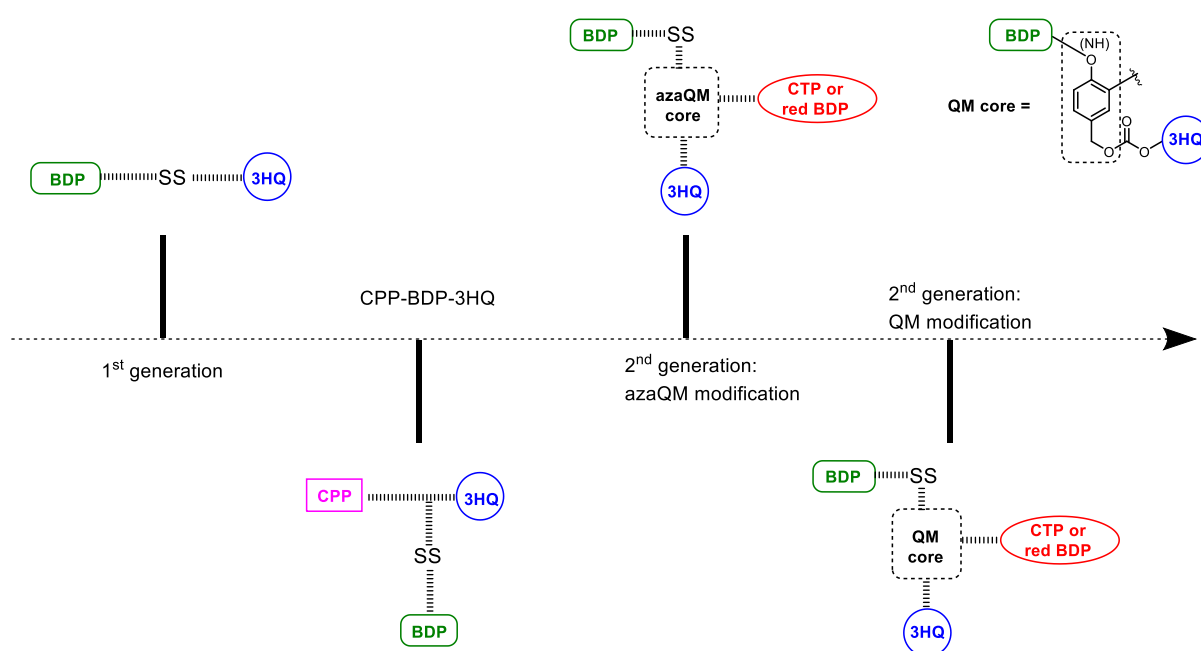 BDP
SS
azaQM
core
CTP or
red BDP
3HQ
BDP
(NH)
O
QM core =
O
O
O
3HQ
BDP
SS
3HQ
CPP-BDP-3HQ
2nd generation:
QM modification
1st generation
2nd generation:
azaQM modification
CPP
3HQ
SS
BDP
BDP
SS
QM
core
CTP or
red BDP
3HQ